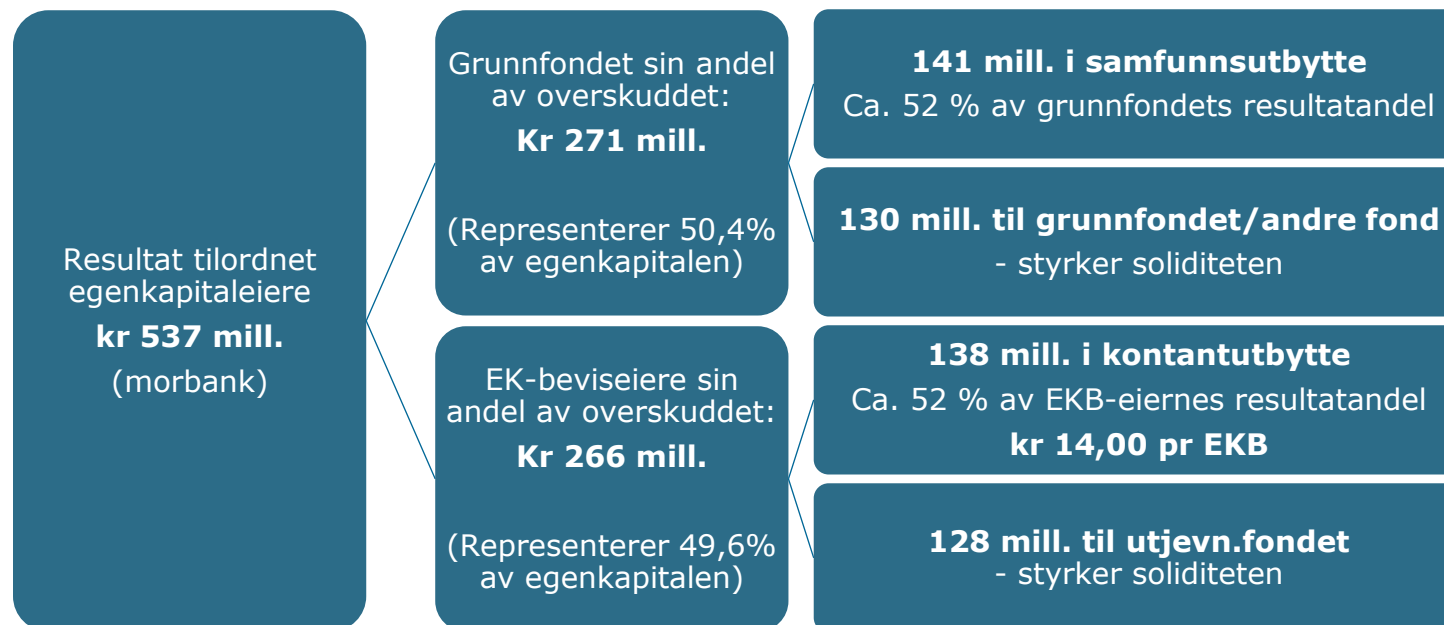 Resultat tilordnet
egenkapitaleiere
kr 537 mill.
(morbank)
Grunnfondet sin andel
av overskuddet:
Kr 271 mill.
(Representerer 50,4%
av egenkapitalen)
EK-beviseiere sin
andel av overskuddet:
Kr 266 mill.
(Representerer 49,6%
av egenkapitalen)
141 mill. i samfunnsutbytte
Ca. 52 % av grunnfondets resultatandel
130 mill. til grunnfondet/andre fond
- styrker soliditeten
138 mill. i kontantutbytte
Ca. 52 % av EKB-eiernes resultatandel
kr 14,00 pr EKB
128 mill. til utjevn.fondet
- styrker soliditeten